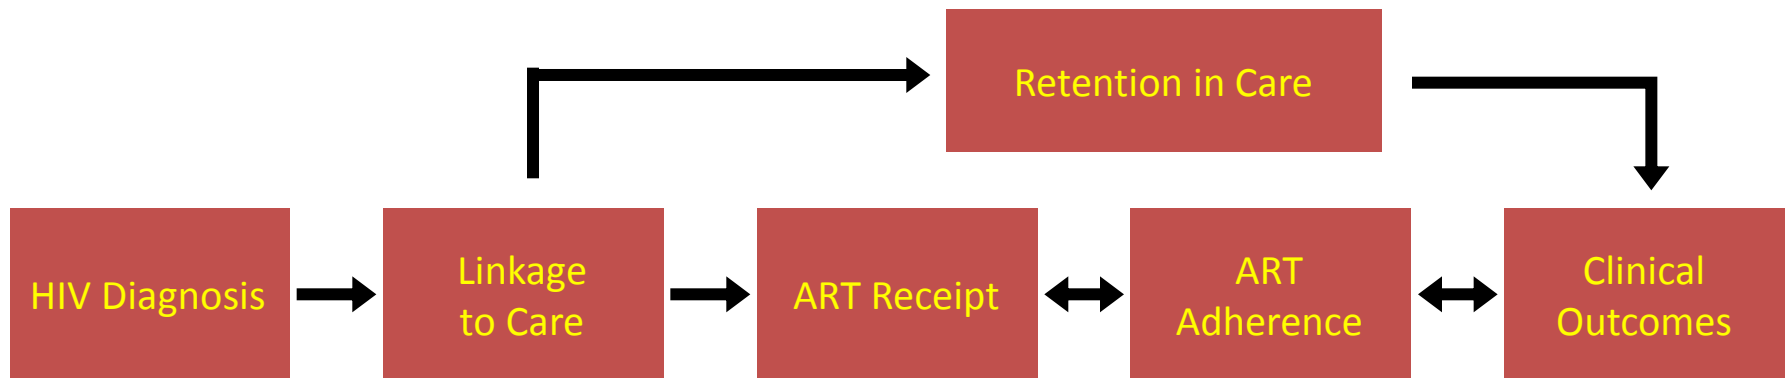 Retention in Care
HIV Diagnosis
Linkage
to Care
ART Receipt
ART
Adherence
Clinical
Outcomes